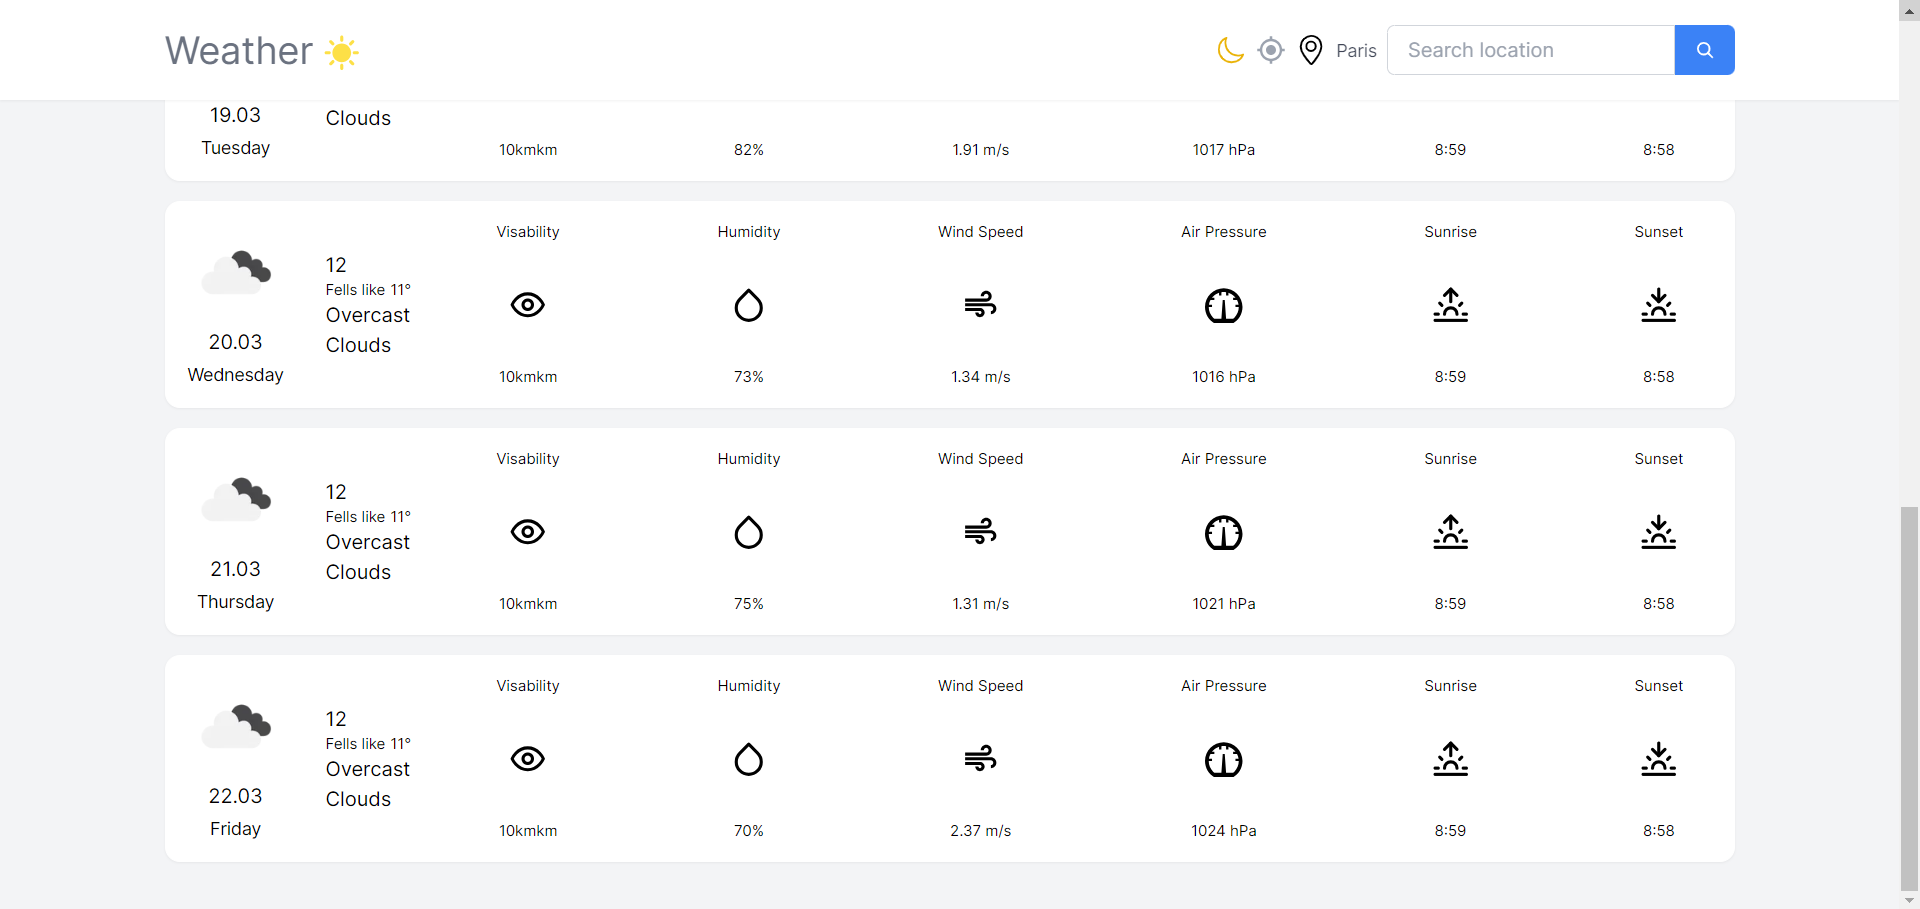 Weather
Paris
Search location
19.03
Tuesday
Clouds
10kmkm
82%
1.91 m/s
1017 hPa
8:59
8:58
20.03
Wednesday
12
Fells like 11°
Overcast
Clouds
Visability
10kmkm
Humidity
73%
Wind Speed
1.34 m/s
Air Pressure
1016 hPa
Sunrise
8:59
Sunset
8:58
21.03
Thursday
12
Fells like 11°
Overcast
Clouds
Visability
10kmkm
Humidity
75%
Wind Speed
1.31 m/s
Air Pressure
1021 hPa
Sunrise
8:59
Sunset
8:58
22.03
Friday
12
Fells like 11°
Overcast
Clouds
Visability
10kmkm
Humidity
70%
Wind Speed
2.37 m/s
Air Pressure
1024 hPa
Sunrise
8:59
Sunset
8:58